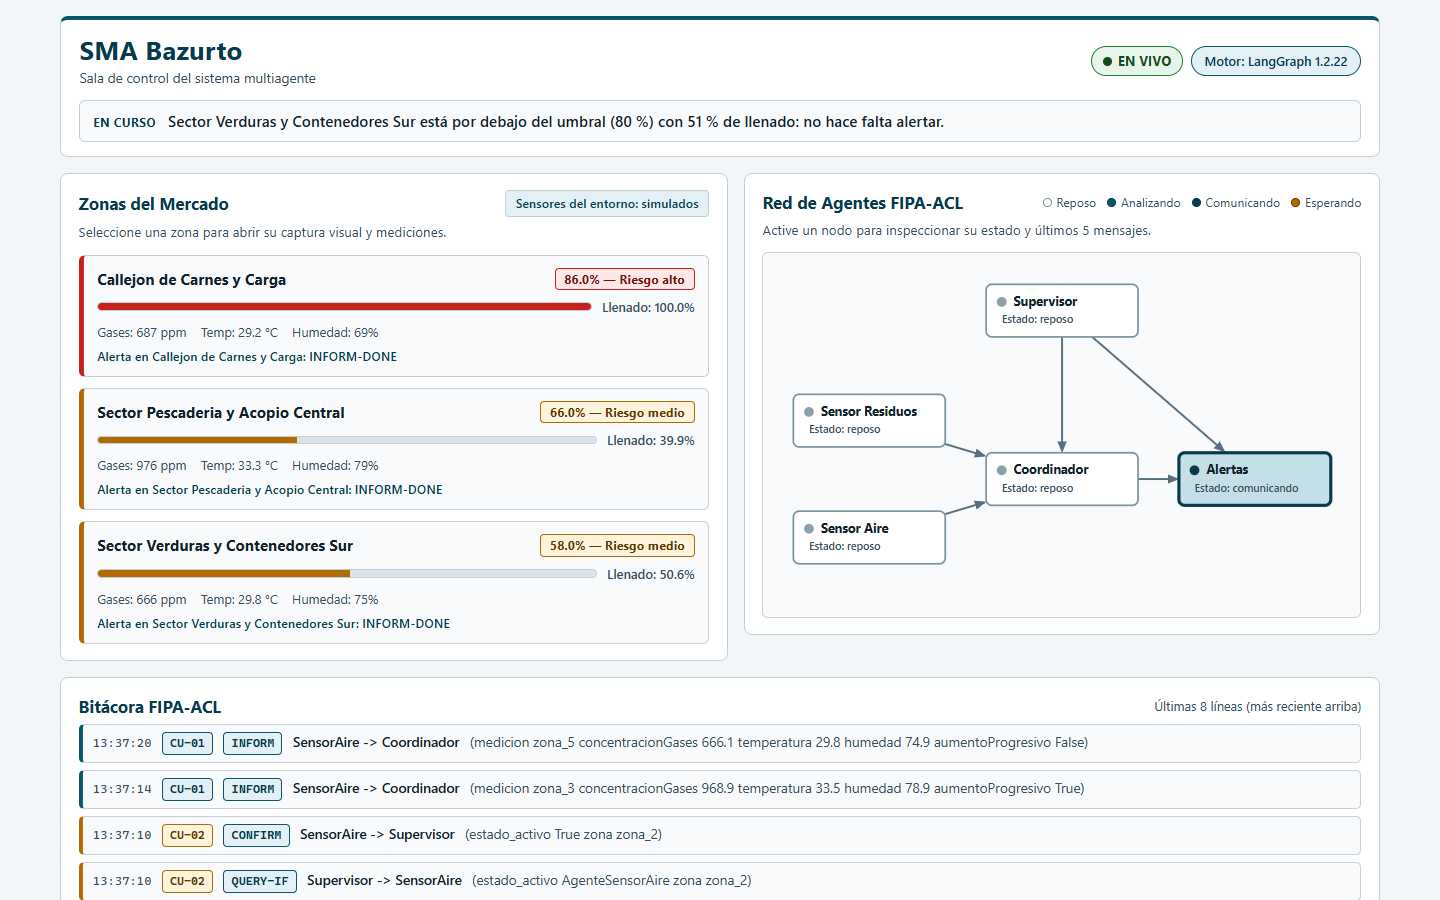 SMA Bazurto
Sala de control del sistema multiagente
EN VIVO
Motor: LangGraph 1.2.22
EN CURSO Sector Verduras y Contenedores Sur está por debajo del umbral (80 %) con 51 % de llenado: no hace falta alertar.
Zonas del Mercado
Sensores del entorno: simulados
Seleccione una zona para abrir su captura visual y mediciones.
Callejon de Carnes y Carga
86.0% — Riesgo alto
Llenado: 100.0%
Gases: 687 ppm Temp: 29.2 °C Humedad: 69%
Alerta en Callejon de Carnes y Carga: INFORM-DONE
Sector Pescaderia y Acopio Central
66.0% — Riesgo medio
Llenado: 39.9%
Gases: 976 ppm Temp: 33.3 °C Humedad: 79%
Alerta en Sector Pescaderia y Acopio Central: INFORM-DONE
Sector Verduras y Contenedores Sur
58.0% — Riesgo medio
Llenado: 50.6%
Gases: 666 ppm Temp: 29.8 °C Humedad: 75%
Alerta en Sector Verduras y Contenedores Sur: INFORM-DONE
Red de Agentes FIPA-ACL
Reposo Analizando Comunicando Esperando
Active un nodo para inspeccionar su estado y últimos 5 mensajes.
Supervisor
Estado: reposo
Sensor Residuos
Estado: reposo
Coordinador
Estado: reposo
Alertas
Estado: comunicando
Sensor Aire
Estado: reposo
Bitácora FIPA-ACL
Últimas 8 líneas (más reciente arriba)
13:37:20 CU-01 INFORM SensorAire -> Coordinador (medicion zona_5 concentracionGases 666.1 temperatura 29.8 humedad 74.9 aumentoProgresivo False)
13:37:14 CU-01 INFORM SensorAire -> Coordinador (medicion zona_3 concentracionGases 968.9 temperatura 33.5 humedad 78.9 aumentoProgresivo True)
13:37:10 CU-02 CONFIRM SensorAire -> Supervisor (estado_activo True zona zona_2)
13:37:10 CU-02 QUERY-IF Supervisor -> SensorAire (estado_activo AgenteSensorAire zona zona_2)